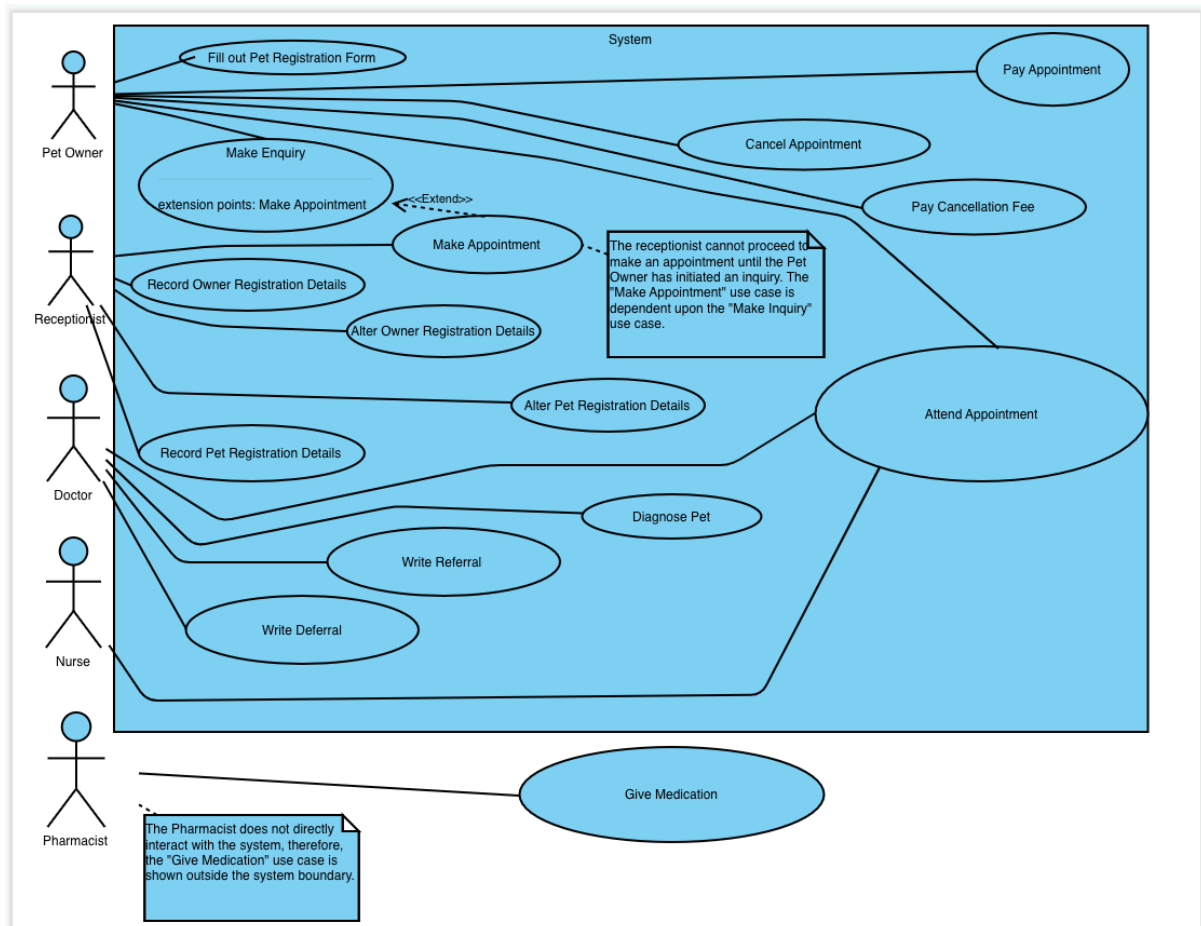 System
Fill out Pet Registration Form
Pay Appointment
Pet Owner
Cancel Appointment
Make Enquiry
extension points: Make Appointment
<<Extend>>
Pay Cancellation Fee
Make Appointment
The receptionist cannot proceed to
make an appointment until the Pet
Owner has initiated an inquiry. The
"Make Appointment" use case is
dependent upon the "Make Inquiry"
use case.
Record Owner Registration Details
Receptionist
Alter Owner Registration Details
Alter Pet Registration Details
Attend Appointment
Record Pet Registration Details
Doctor
Diagnose Pet
Write Referral
Write Deferral
Nurse
Give Medication
Pharmacist
The Pharmacist does not directly
interact with the system, therefore,
the "Give Medication" use case is
shown outside the system boundary.